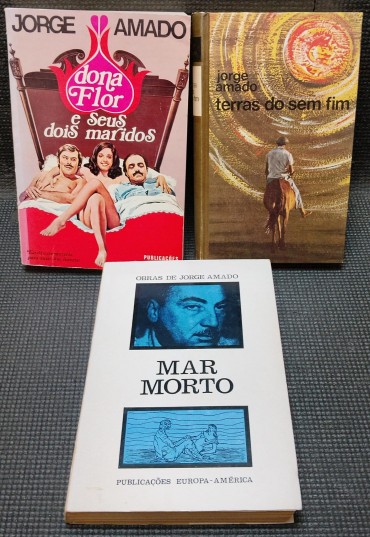 JORGE AMADO
dona
Flor
e seus
dois maridos
PUBLICAÇÕES
jorge
amado
terras do sem fim
OBRAS DE JORGE AMADO
MAR
MORTO
PUBLICAÇÕES EUROPA-AMÉRICA